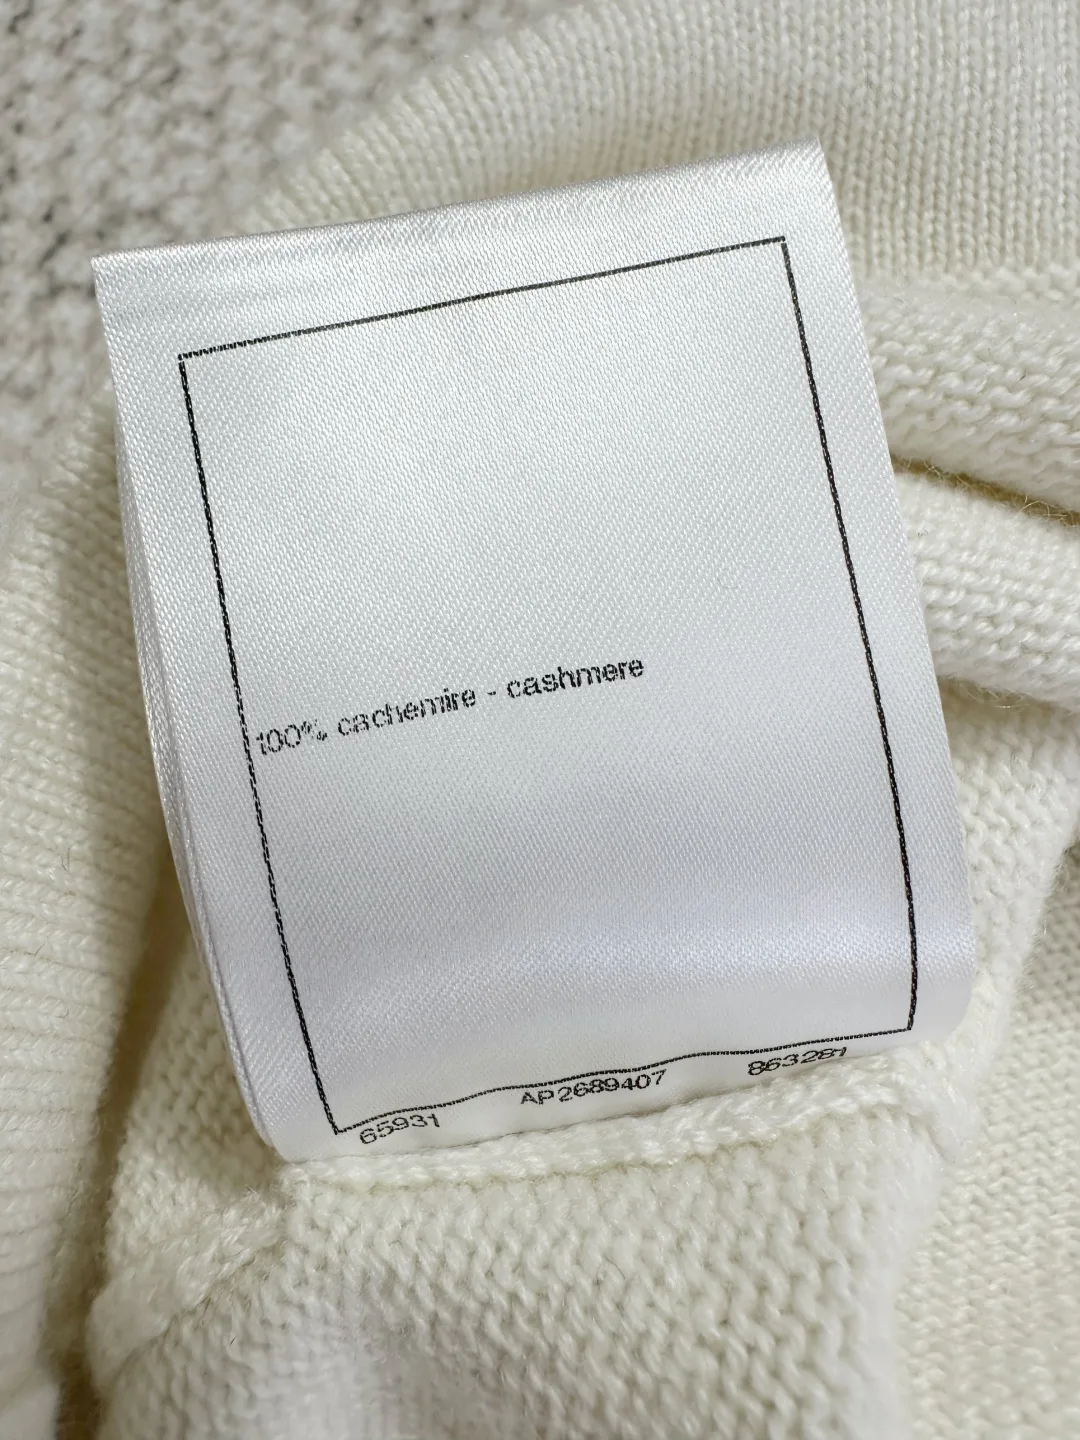 100% cachemire - cashmere
65931 AP2689407 863281